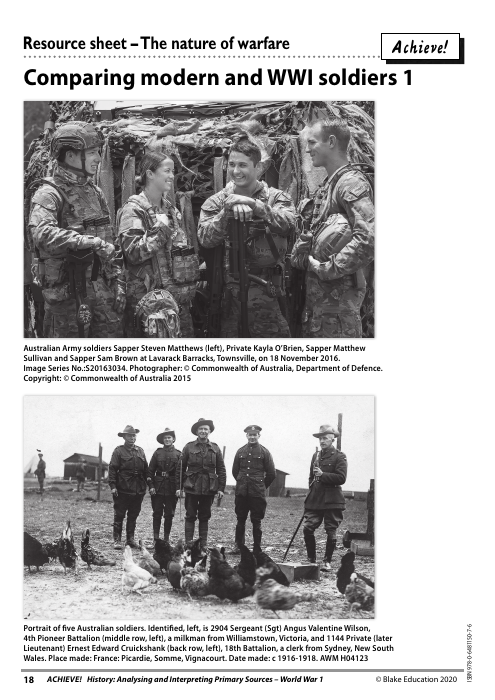 Resource sheet – The nature of warfare
Achieve!
Comparing modern and WWI soldiers 1
Australian Army soldiers Sapper Steven Matthews (left), Private Kayla O'Brien, Sapper Matthew
Sullivan and Sapper Sam Brown at Lavarack Barracks, Townsville, on 18 November 2016.
Image Series No.:S20163034. Photographer: © Commonwealth of Australia, Department of Defence.
Copyright: © Commonwealth of Australia 2015
Portrait of five Australian soldiers. Identified, left, is 2904 Sergeant (Sgt) Angus Valentine Wilson,
4th Pioneer Battalion (middle row, left), a milkman from Williamstown, Victoria, and 1144 Private (later
Lieutenant) Ernest Edward Cruickshank (back row, left), 18th Battalion, a clerk from Sydney, New South
Wales. Place made: France: Picardie, Somme, Vignacourt. Date made: c 1916-1918. AWM H04123
18 ACHIEVE! History: Analysing and Interpreting Primary Sources – World War 1
© Blake Education 2020
ISBN 978-0-6487150-7-6